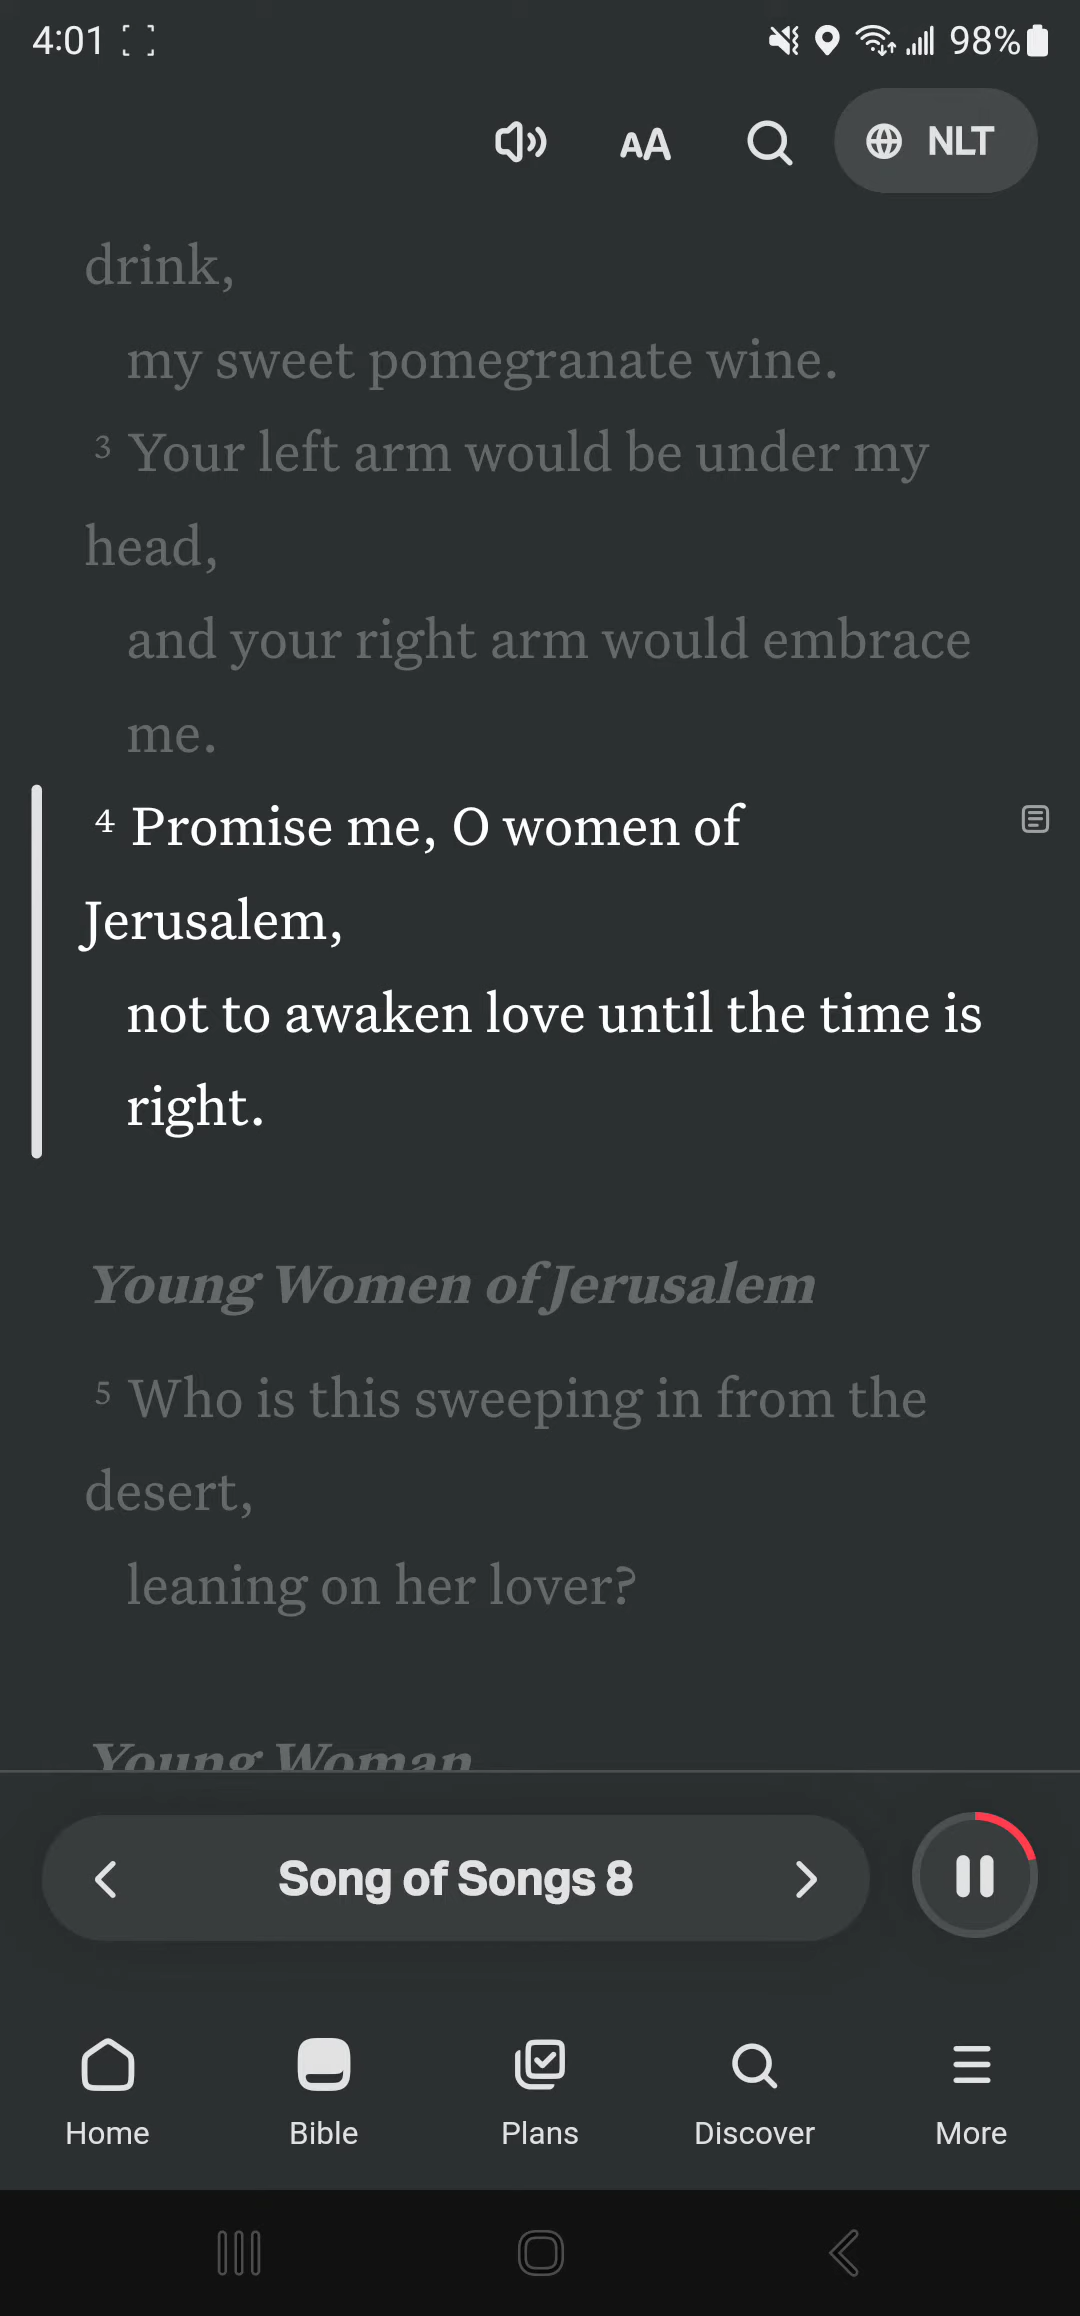 4:01 98%
NLT
drink,
my sweet pomegranate wine.
3 Your left arm would be under my
head,
and your right arm would embrace
me.
4 Promise me, O women of
Jerusalem,
not to awaken love until the time is
right.
Young Women of Jerusalem
5 Who is this sweeping in from the
desert,
leaning on her lover?
Young Woman
Song of Songs 8
Home Bible Plans Discover More